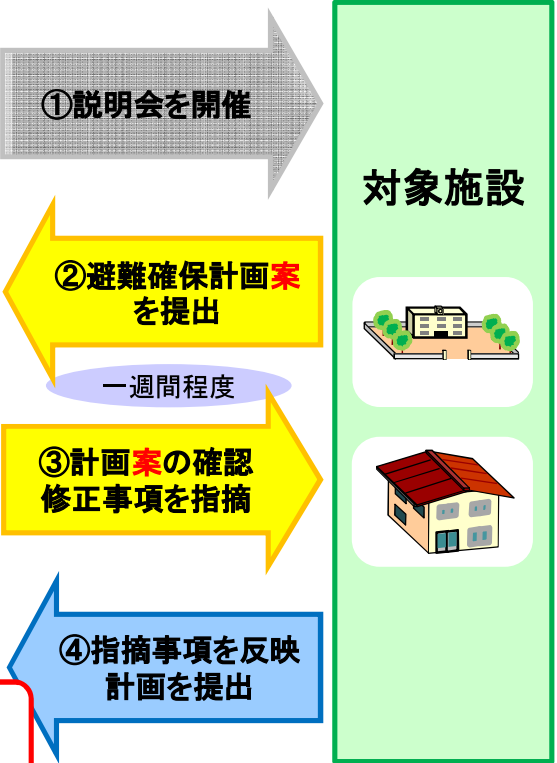 ①説明会を開催
対象施設
②避難確保計画案
を提出
一週間程度
③計画案の確認
修正事項を指摘
④指摘事項を反映
計画を提出